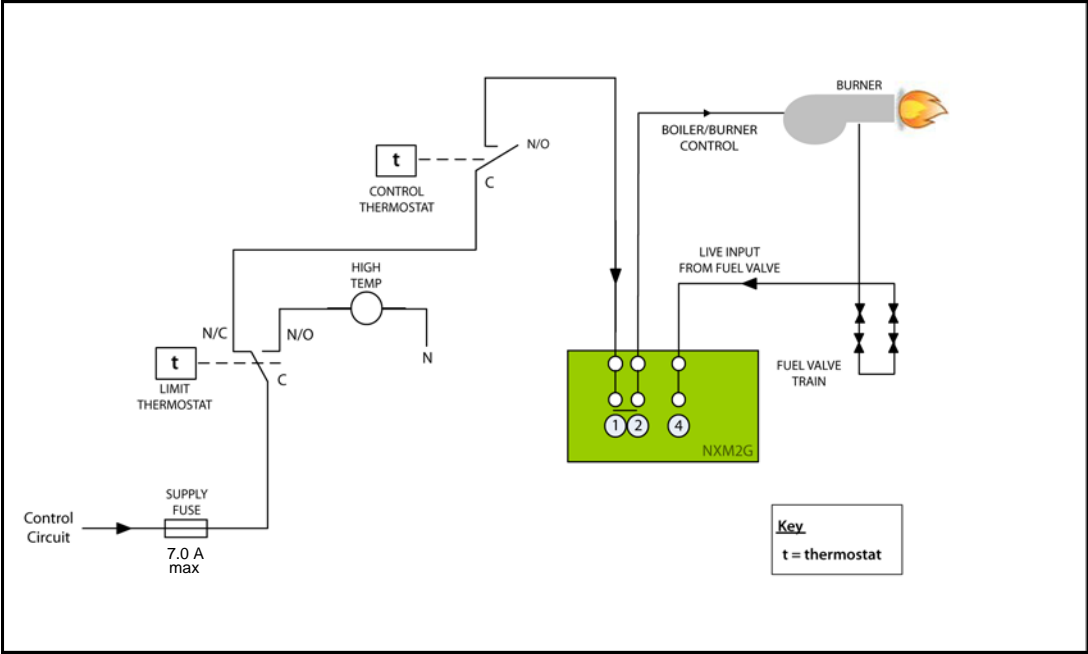 BURNER
BOILER/BURNER
CONTROL
N/O
t
C
CONTROL
THERMOSTAT
LIVE INPUT
FROM FUEL VALVE
HIGH
TEMP
N/C
N/O
N
t
C
LIMIT
THERMOSTAT
FUEL VALVE
TRAIN
1
2
4
NXM2G
SUPPLY
FUSE
Control
Circuit
7.0 A
max
Key
t = thermostat